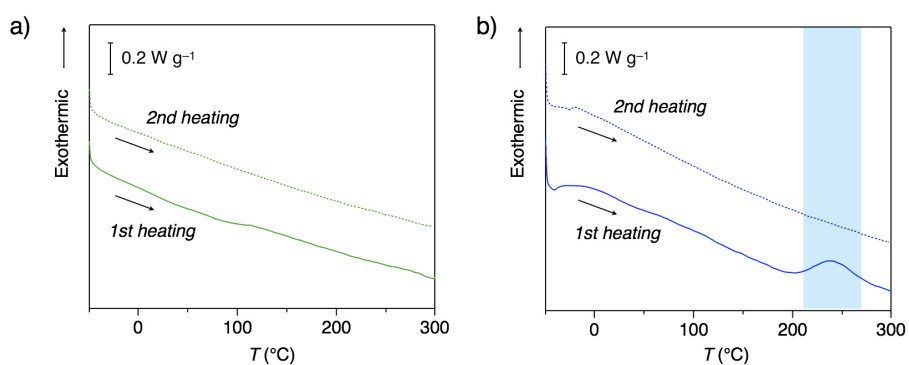 a)
0.2 W g⁻¹
Exothermic
2nd heating
1st heating
0 100 200 300
T (°C)
b)
0.2 W g⁻¹
Exothermic
2nd heating
1st heating
0 100 200 300
T (°C)